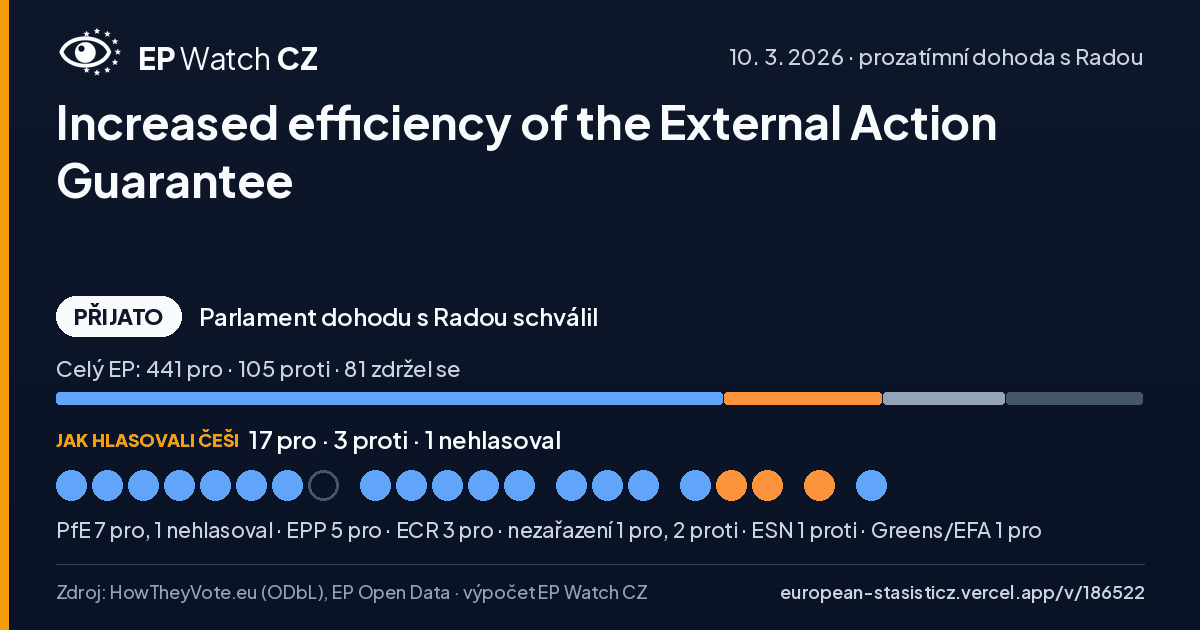 EP Watch CZ
10. 3. 2026 · prozatímní dohoda s Radou
Increased efficiency of the External Action
Guarantee
PŘIJATO
Parlament dohodu s Radou schválil
Celý EP: 441 pro · 105 proti · 81 zdržel se
JAK HLASOVALI ČEŠI 17 pro · 3 proti · 1 nehlasoval
PfE 7 pro, 1 nehlasoval · EPP 5 pro · ECR 3 pro · nezařazení 1 pro, 2 proti · ESN 1 proti · Greens/EFA 1 pro
Zdroj: HowTheyVote.eu (ODbL), EP Open Data · výpočet EP Watch CZ
european-stasisticz.vercel.app/v/186522